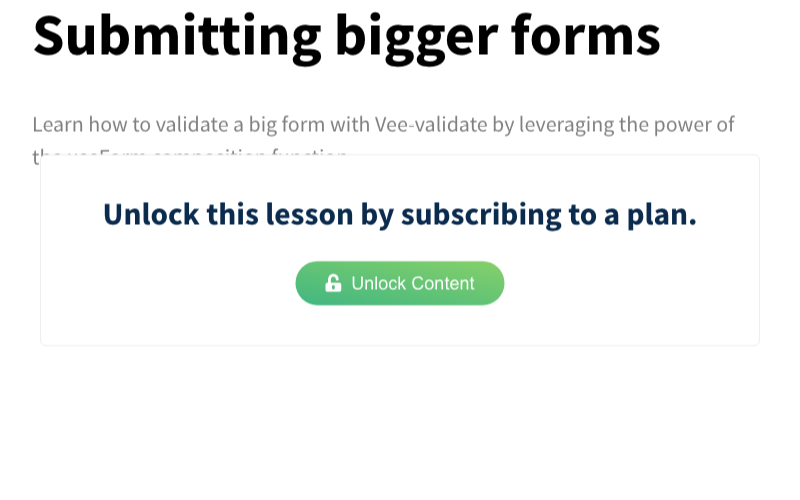 Submitting bigger forms
Learn how to validate a big form with Vee-validate by leveraging the power of
Unlock this lesson by subscribing to a plan.
Unlock Content